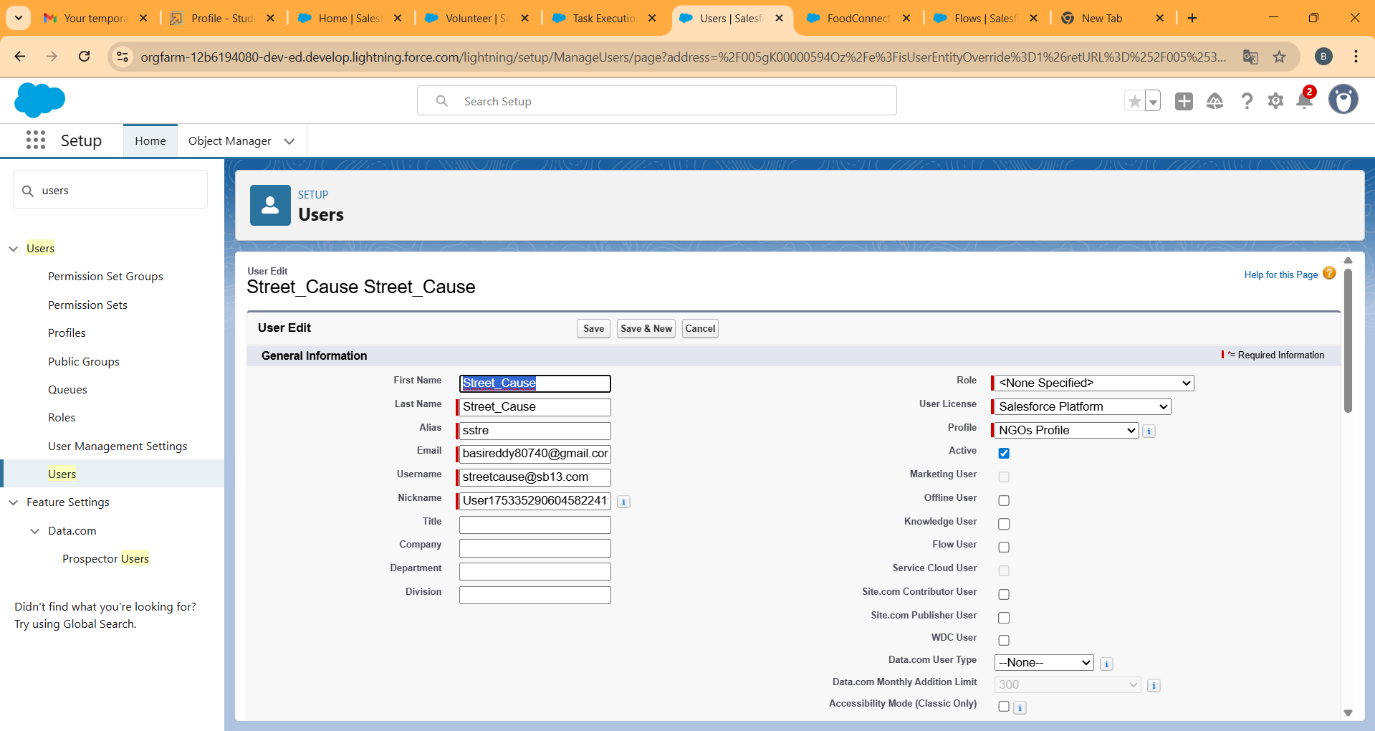 Your tempora
Profile - Stud
Home | Sales
Volunteer | Sa
Task Executio
Users | Salesf
FoodConnect
Flows | Salesf
New Tab
orgfarm-12b6194080-dev-ed.develop.lightning.force.com/lightning/setup/ManageUsers/page?address=%2F005gK00000594Oz%2Fe%3FisUserEntityOverride%3D1%26retURL%3D%252F005%253...
B
Search Setup
2
Setup
Home
Object Manager
users
Users
Permission Set Groups
Permission Sets
Profiles
Public Groups
Queues
Roles
User Management Settings
Users
Feature Settings
Data.com
Prospector Users
Didn't find what you're looking for?
Try using Global Search.
SETUP
Users
User Edit
Street_Cause Street_Cause
Help for this Page
User Edit
Save
Save & New
Cancel
General Information
= Required Information
First Name Street_Cause
Last Name Street_Cause
Alias sstre
Email basireddy80740@gmail.cor
Username streetcause@sb13.com
Nickname User175335290604582241
Title
Company
Department
Division
Role <None Specified>
User License Salesforce Platform
Profile NGOs Profile
Active
Marketing User
Offline User
Knowledge User
Flow User
Service Cloud User
Site.com Contributor User
Site.com Publisher User
WDC User
Data.com User Type --None--
Data.com Monthly Addition Limit 300
Accessibility Mode (Classic Only)